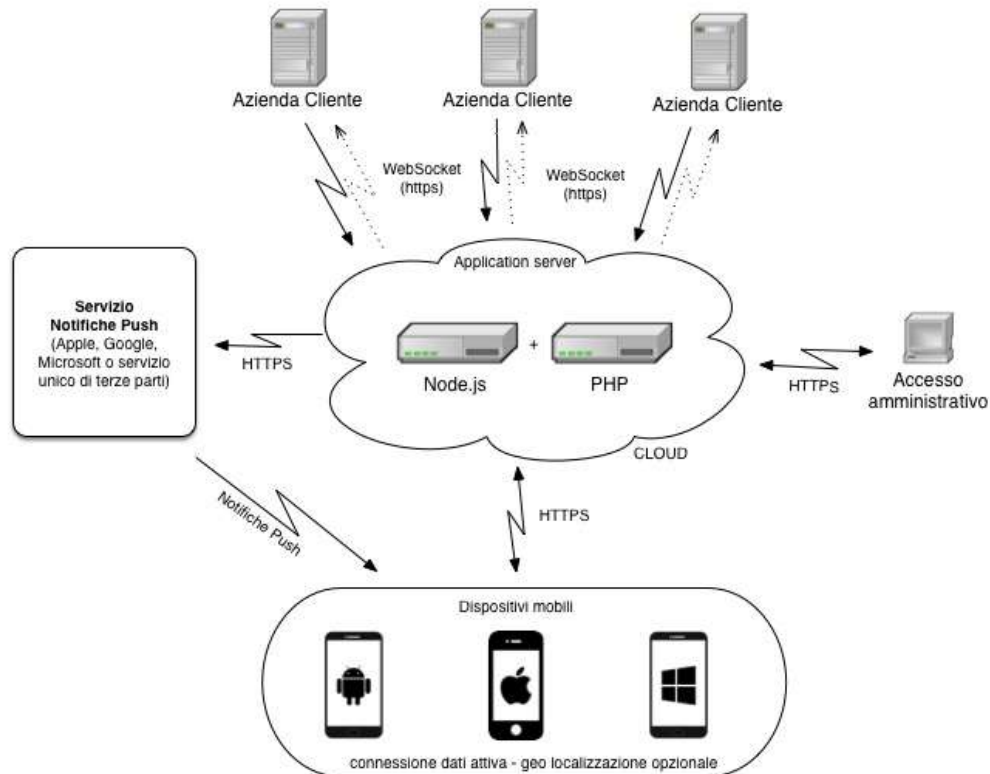 Azienda Cliente
Azienda Cliente
Azienda Cliente
WebSocket
(https)
WebSocket
(https)
Application server
Servizio
Notifiche Push
(Apple, Google,
Microsoft o servizio
unico di terze parti)
HTTPS
+
Node.js
PHP
HTTPS
Accesso
amministrativo
CLOUD
Notifiche Push
HTTPS
Dispositivi mobili
connessione dati attiva - geo localizzazione opzionale